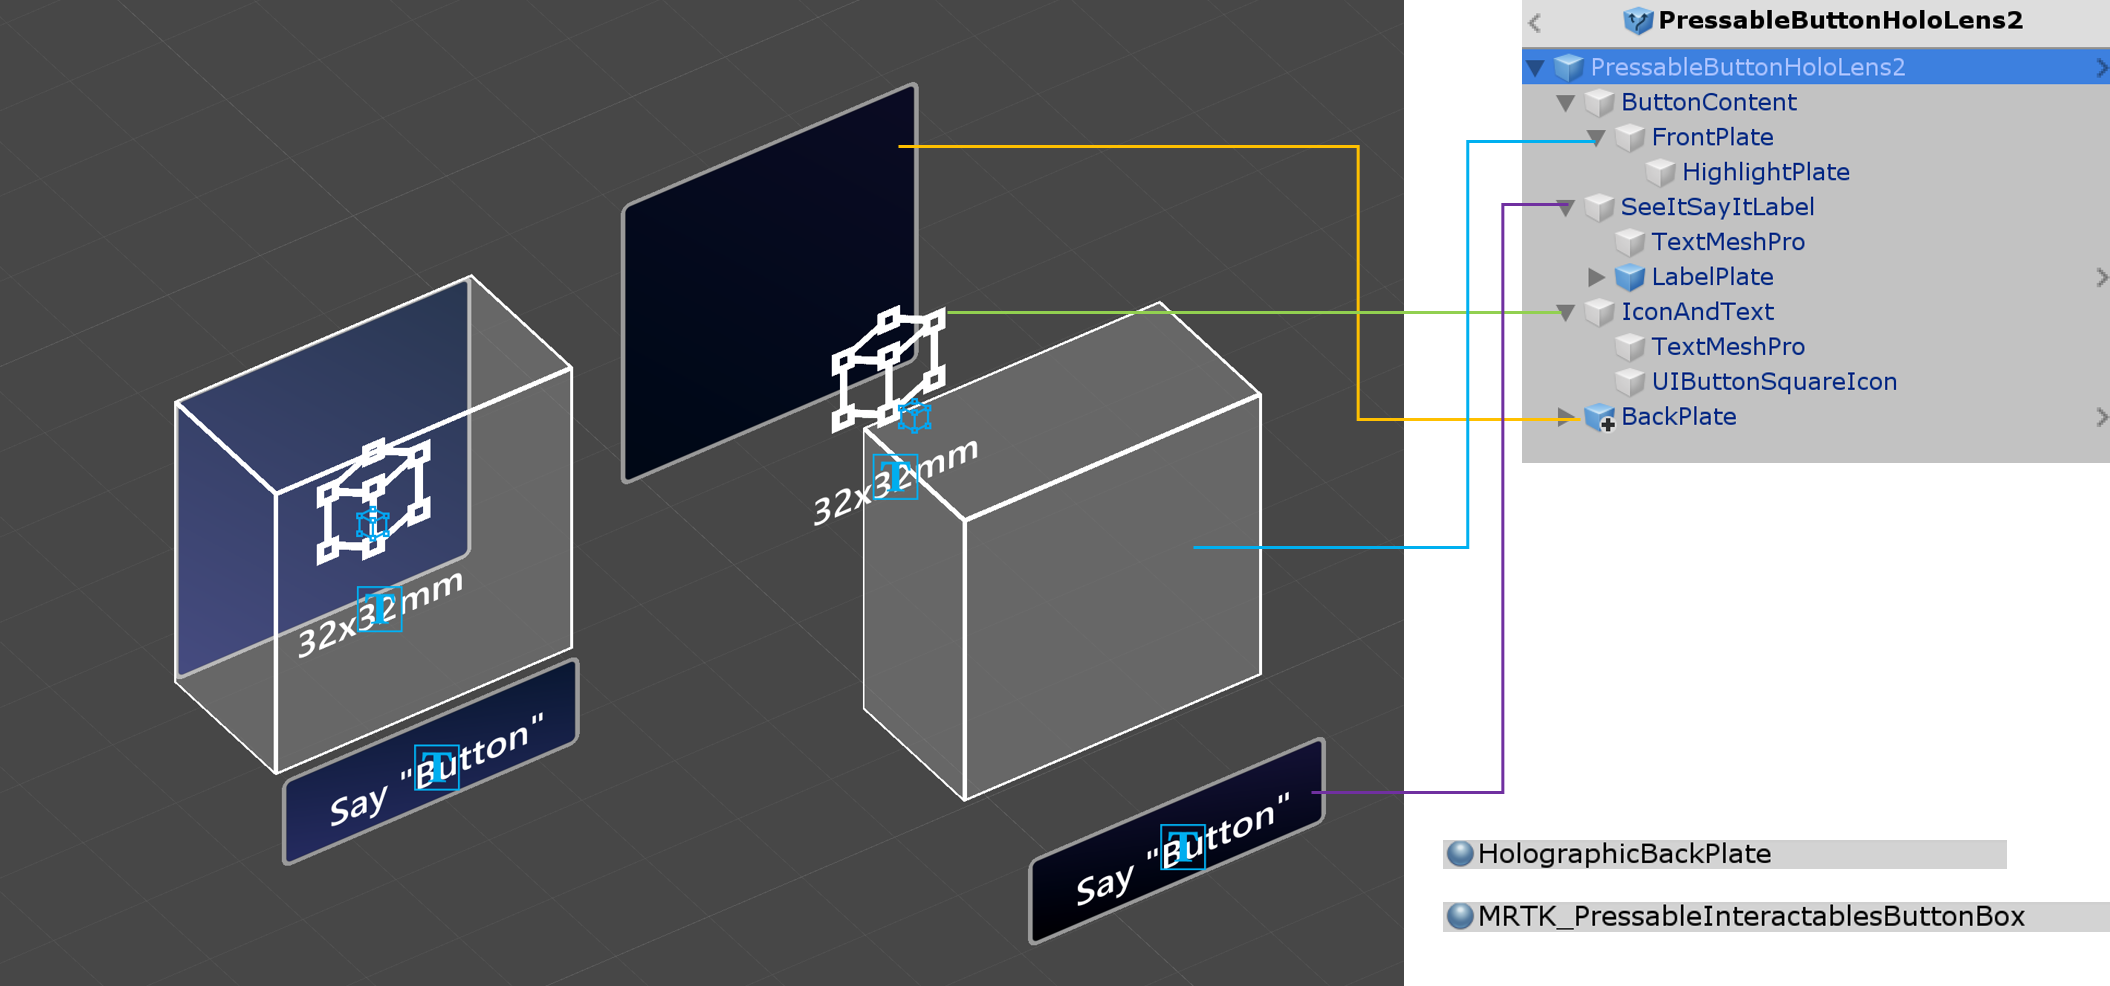 32x32mm
Say "Button"
32x32mm
Say "Button"
PressableButtonHoloLens2
PressableButtonHoloLens2
ButtonContent
FrontPlate
HighlightPlate
SeeItSayItLabel
TextMeshPro
LabelPlate
IconAndText
TextMeshPro
UIButtonSquareIcon
BackPlate
HolographicBackPlate
MRTK_PressableInteractablesButtonBox